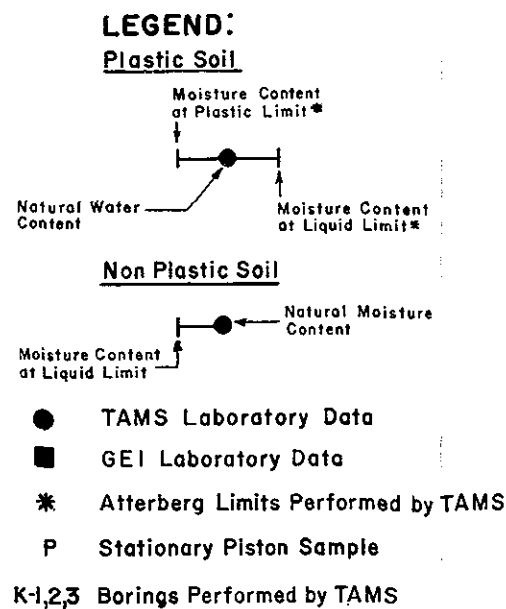 LEGEND:
Plastic Soil
Moisture Content
at Plastic Limit*
Natural Water
Content
Moisture Content
at Liquid Limit*
Non Plastic Soil
Natural Moisture
Content
Moisture Content
at Liquid Limit
TAMS Laboratory Data
GEI Laboratory Data
* Atterberg Limits Performed by TAMS
P Stationary Piston Sample
K-1,2,3 Borings Performed by TAMS